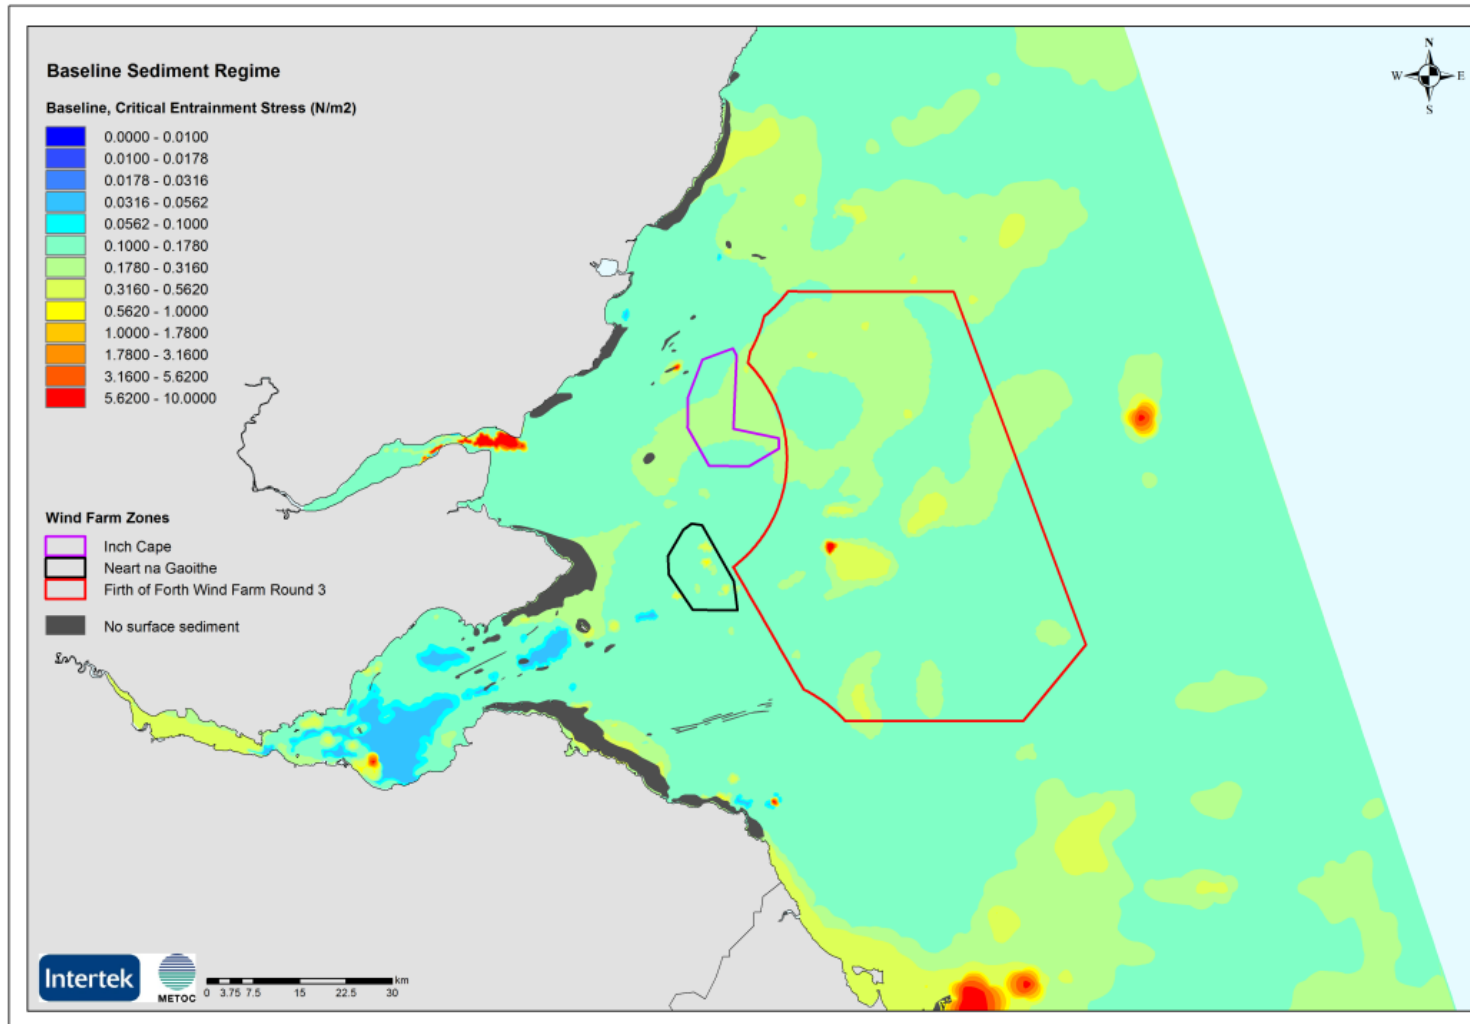 Baseline Sediment Regime
Baseline, Critical Entrainment Stress (N/m2)
0.0000 - 0.0100
0.0100 - 0.0178
0.0178 - 0.0316
0.0316 - 0.0562
0.0562 - 0.1000
0.1000 - 0.1780
0.1780 - 0.3160
0.3160 - 0.5620
0.5620 - 1.0000
1.0000 - 1.7800
1.7800 - 3.1600
3.1600 - 5.6200
5.6200 - 10.0000
N
W E
S
Wind Farm Zones
Inch Cape
Neart na Gaoithe
Firth of Forth Wind Farm Round 3
No surface sediment
Intertek
METOC
km
0 3.75 7.5 15 22.5 30